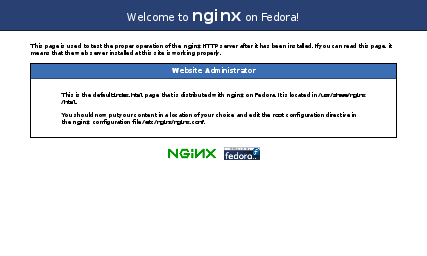 Welcome to nginx on Fedora!
This page is used to test the proper operation of the nginx HTTP server after it has been installed. If you can read this page, it
means that the web server installed at this site is working properly.
Website Administrator
This is the default index.html page that is distributed with nginx on Fedora. It is located in /usr/share/nginx
/html.
You should now put your content in a location of your choice and edit the root configuration directive in
the nginx configuration file /etc/nginx/nginx.conf.
NGINX
fedora